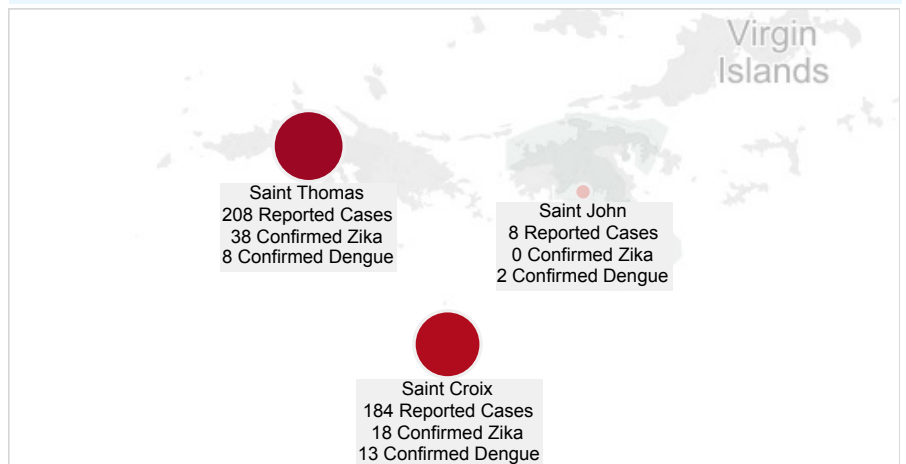 Virgin
Islands
Saint Thomas
208 Reported Cases
38 Confirmed Zika
8 Confirmed Dengue
Saint John
8 Reported Cases
0 Confirmed Zika
2 Confirmed Dengue
Saint Croix
184 Reported Cases
18 Confirmed Zika
13 Confirmed Dengue